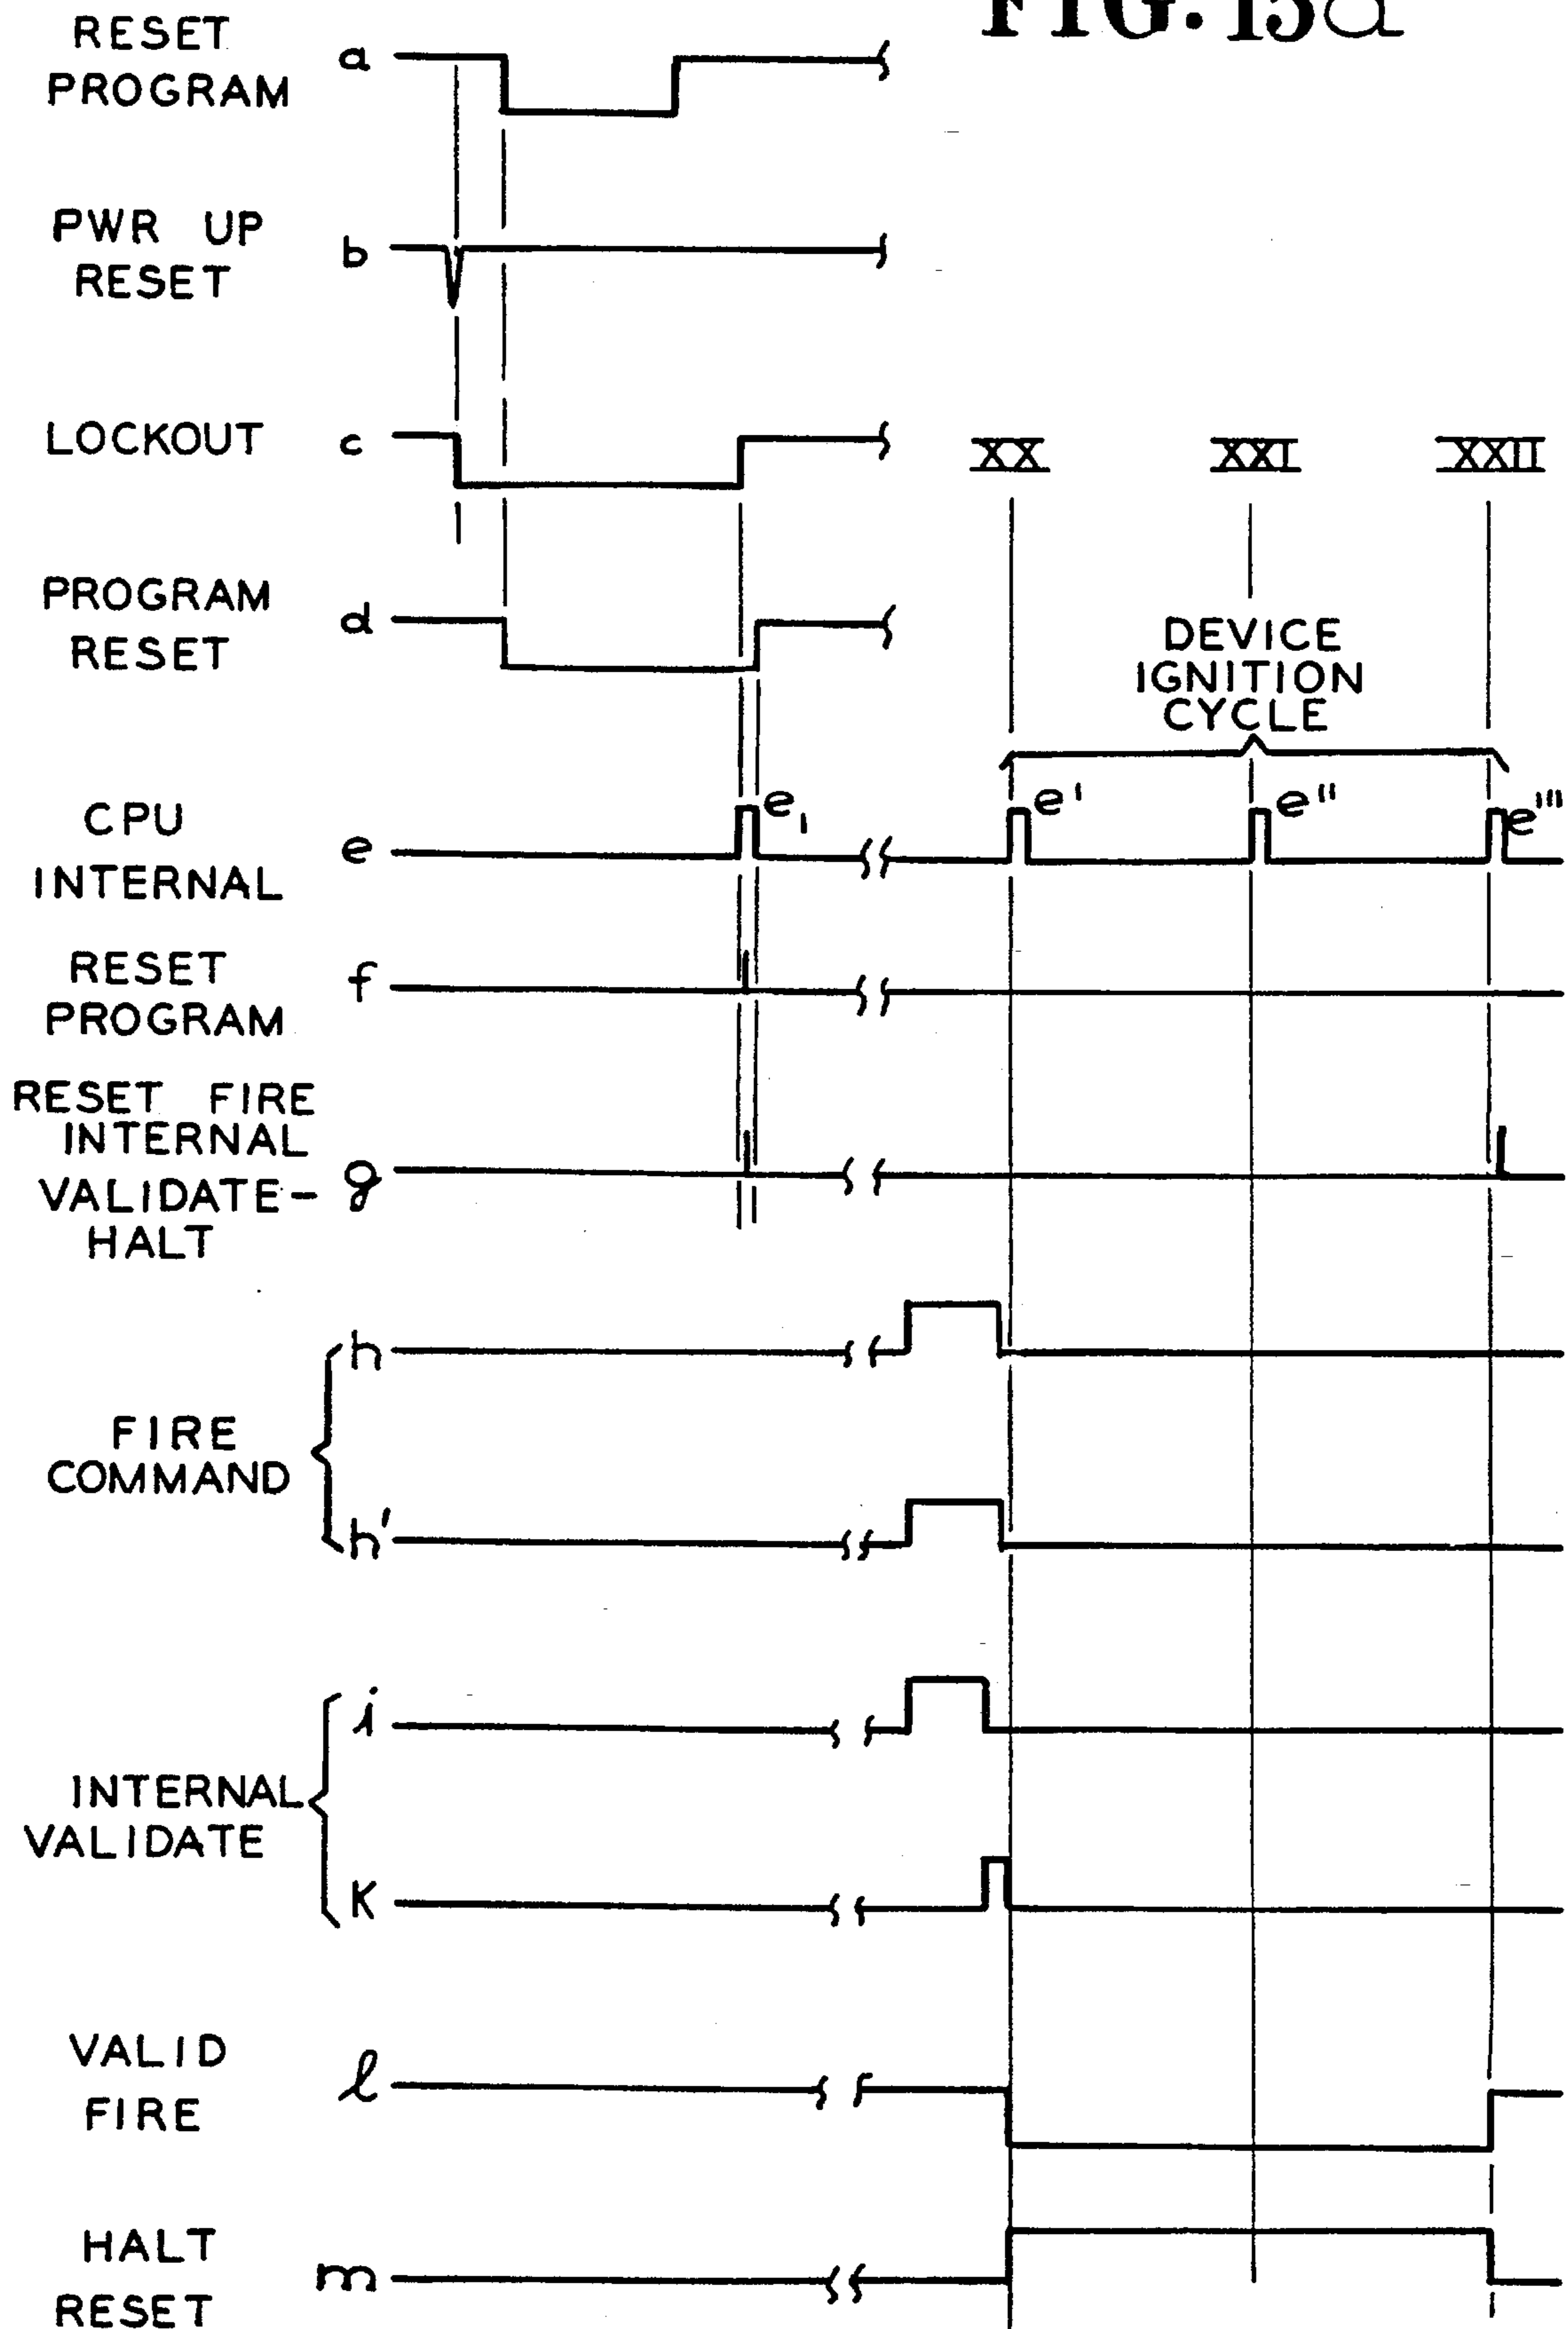 FIG. 15a
RESET
PROGRAM
a
PWR UP
RESET
b
LOCKOUT
c
XX
XXI
XXII
PROGRAM
RESET
d
DEVICE
IGNITION
CYCLE
CPU
INTERNAL
e
e₁
e'
e"
e'"
RESET
PROGRAM
f
RESET FIRE
INTERNAL
VALIDATE-
HALT
g
h
FIRE
COMMAND
h'
i
INTERNAL
VALIDATE
K
VALID
FIRE
l
HALT
RESET
m